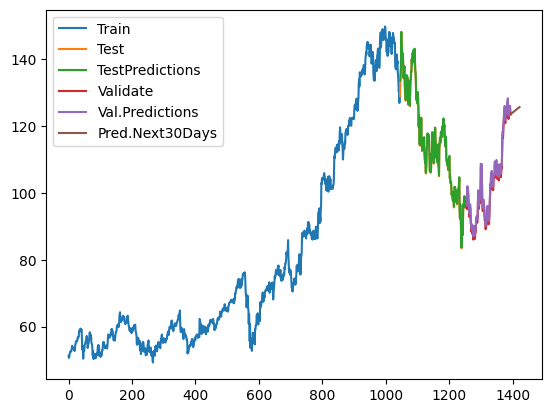 Train
Test
TestPredictions
Validate
Val.Predictions
Pred.Next30Days
140
120
100
80
60
0 200 400 600 800 1000 1200 1400